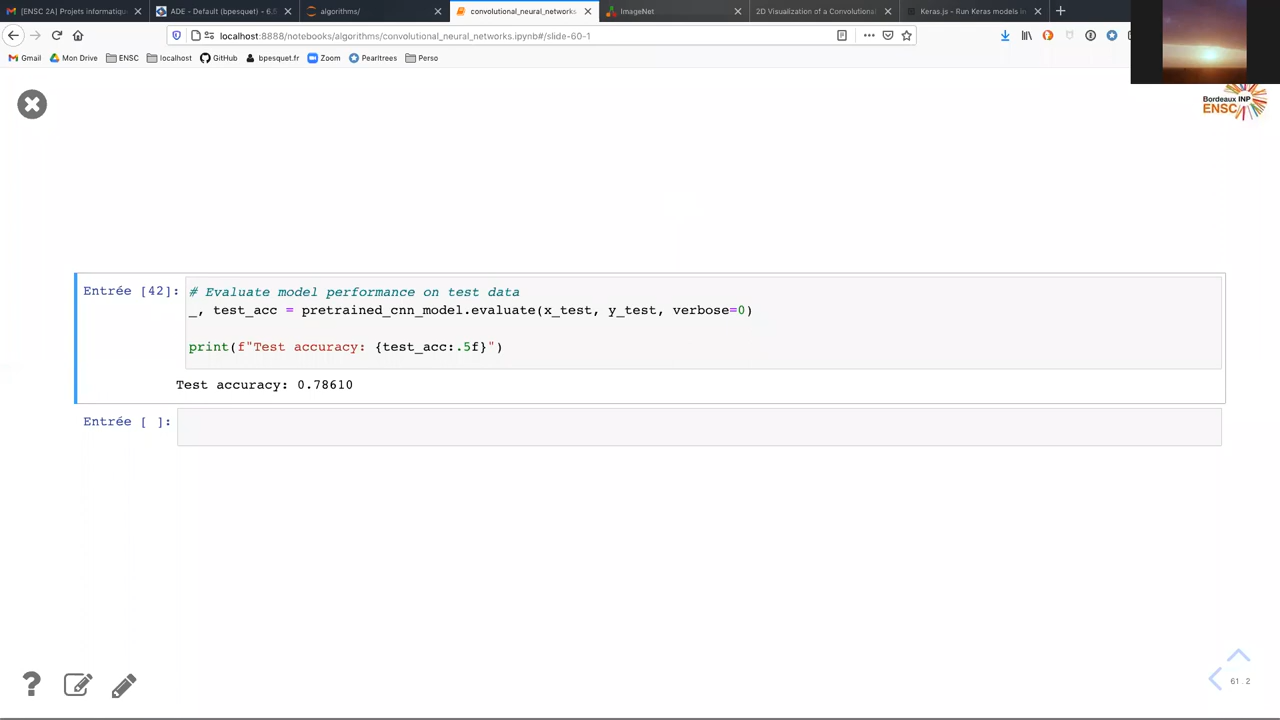 [ENSC 2A] Projets informatiqu
ADE - Default (bpesquet) - 6.5
algorithms/
convolutional_neural_networks
ImageNet
2D Visualization of a Convolutional
Keras.js - Run Keras models in
localhost:8888/notebooks/algorithms/convolutional_neural_networks.ipynb#/slide-60-1
Gmail
Mon Drive
ENSC
localhost
GitHub
bpesquet.fr
Zoom
Pearltrees
Perso
Bordeaux INP
ENSC
Entrée [42]:
# Evaluate model performance on test data
_, test_acc = pretrained_cnn_model.evaluate(x_test, y_test, verbose=0)
print(f"Test accuracy: {test_acc:.5f}")
Test accuracy: 0.78610
Entrée [ ]:
?
61.2